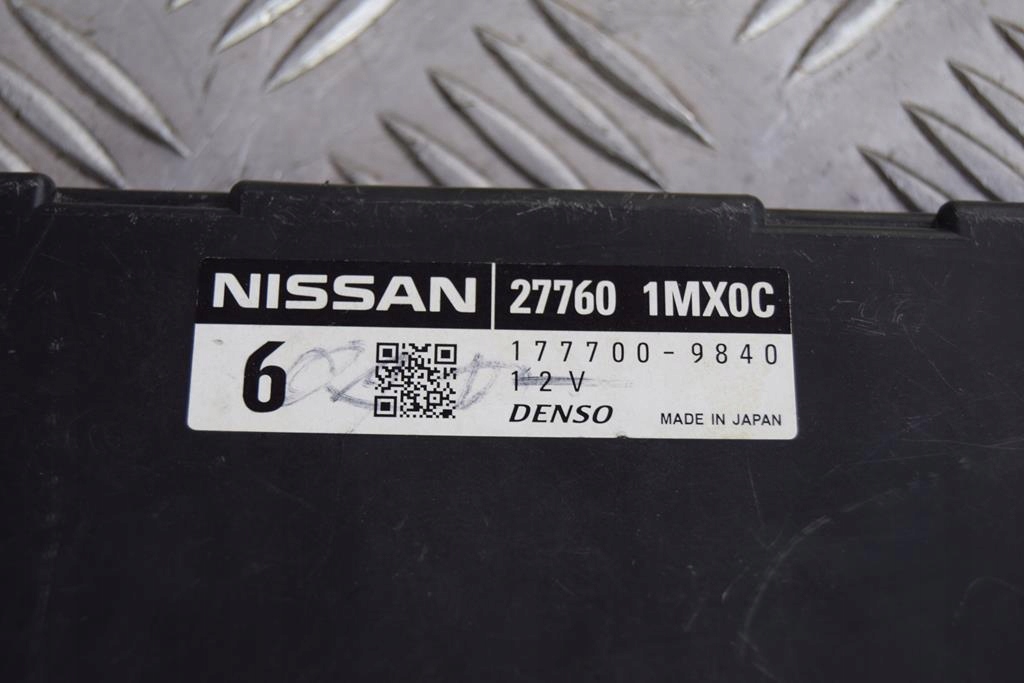 NISSAN 27760 1MX0C
6 177700-9840
12V
DENSO MADE IN JAPAN